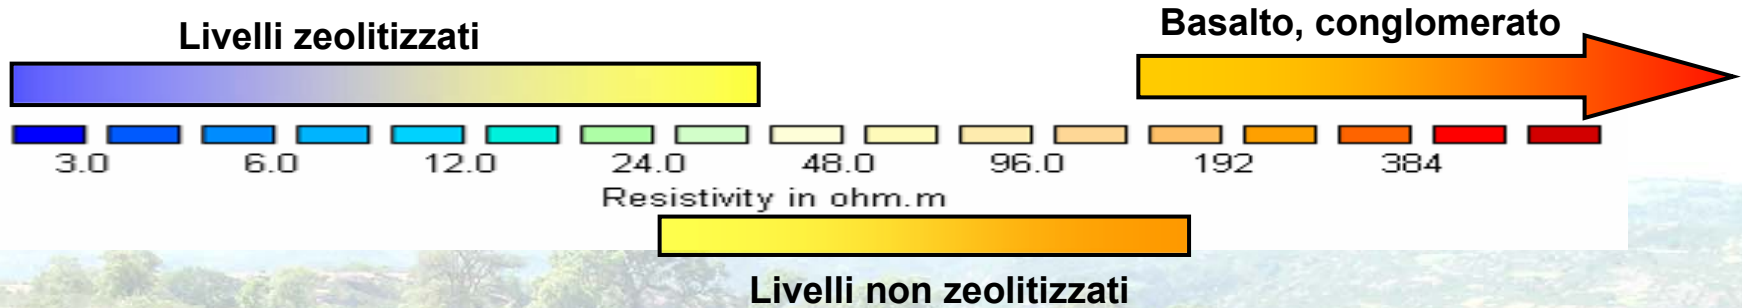 Basalto, conglomerato
Livelli zeolitizzati
3.0 6.0 12.0 24.0 48.0 96.0 192 384
Resistivity in ohm.m
Livelli non zeolitizzati